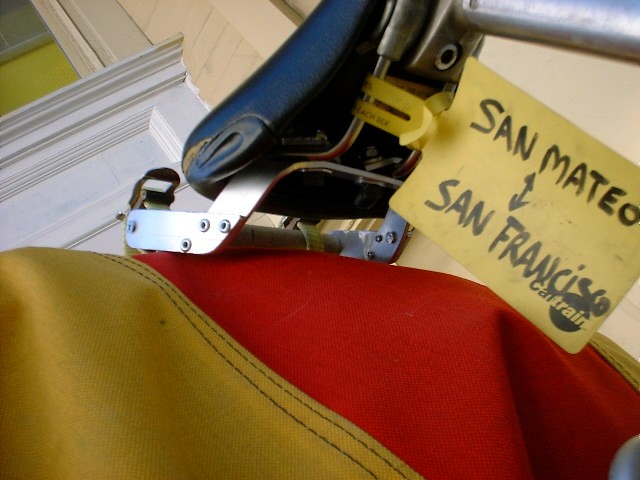 SAN MATEO
↕
SAN FRANCISCO
Caltrain